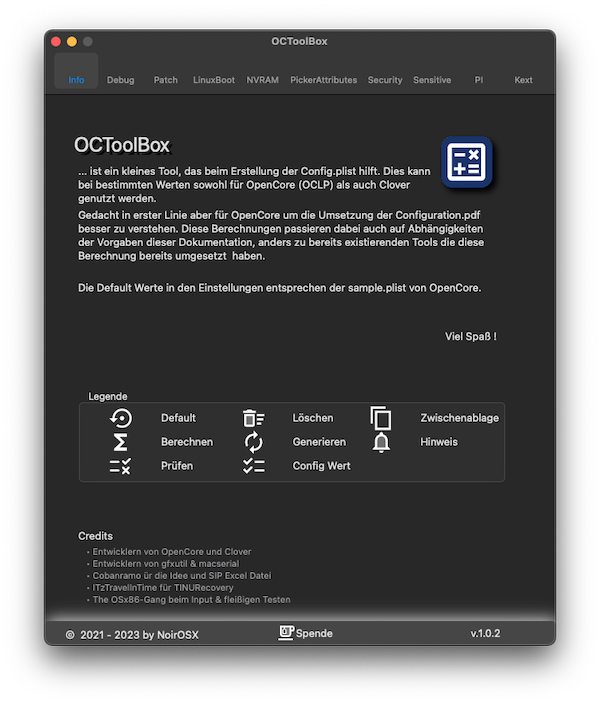 OCToolBox
Info Debug Patch LinuxBoot NVRAM PickerAttributes Security Sensitive PI Kext
OCToolBox
... ist ein kleines Tool, das beim Erstellung der Config.plist hilft. Dies kann
bei bestimmten Werten sowohl für OpenCore (OCLP) als auch Clover
genutzt werden.
Gedacht in erster Linie aber für OpenCore um die Umsetzung der Configuration.pdf
besser zu verstehen. Diese Berechnungen passieren dabei auch auf Abhängigkeiten
der Vorgaben dieser Dokumentation, anders zu bereits existierenden Tools die diese
Berechnung bereits umgesetzt haben.
Die Default Werte in den Einstellungen entsprechen der sample.plist von OpenCore.
Viel Spaß !
Legende
Default Löschen Zwischenablage
Berechnen Generieren Hinweis
Prüfen Config Wert
Credits
• Entwicklern von OpenCore und Clover
• Entwicklern von gfxutil & macserial
• Cobanramo ür die Idee und SIP Excel Datei
• ITzTravelInTime für TINURecovery
• The OSx86-Gang beim Input & fleißigen Testen
© 2021 - 2023 by NoirOSX Spende v.1.0.2